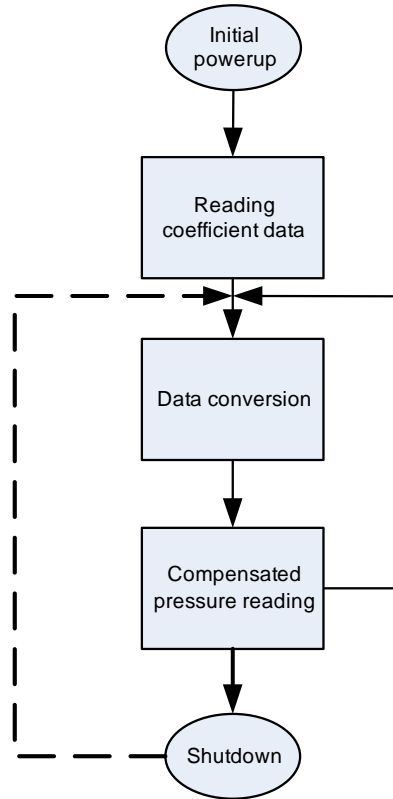 Initial
powerup
Reading
coefficient data
Data conversion
Compensated
pressure reading
Shutdown